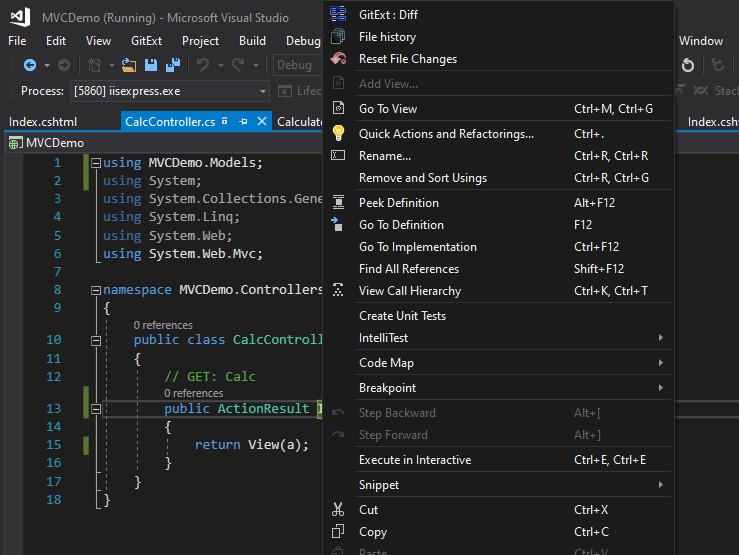 MVCDemo (Running) - Microsoft Visual Studio
File Edit View GitExt Project Build Debug Window
Debug
Process: [5860] iisexpress.exe Lifec Stack
Index.cshtml CalcController.cs Calculate Index.csh
MVCDemo
1 using MVCDemo.Models;
2 using System;
3 using System.Collections.Gene
4 using System.Linq;
5 using System.Web;
6 using System.Web.Mvc;
7
8 namespace MVCDemo.Controllers
9 {
0 references
10 public class CalcControll
11 {
12 // GET: Calc
0 references
13 public ActionResult I
14 {
15 return View(a);
16 }
17 }
18 }
GitExt : Diff
File history
Reset File Changes
Add View...
Go To View Ctrl+M, Ctrl+G
Quick Actions and Refactorings... Ctrl+.
Rename... Ctrl+R, Ctrl+R
Remove and Sort Usings Ctrl+R, Ctrl+G
Peek Definition Alt+F12
Go To Definition F12
Go To Implementation Ctrl+F12
Find All References Shift+F12
View Call Hierarchy Ctrl+K, Ctrl+T
Create Unit Tests
IntelliTest
Code Map
Breakpoint
Step Backward Alt+[
Step Forward Alt+]
Execute in Interactive Ctrl+E, Ctrl+E
Snippet
Cut Ctrl+X
Copy Ctrl+C
Paste Ctrl+V